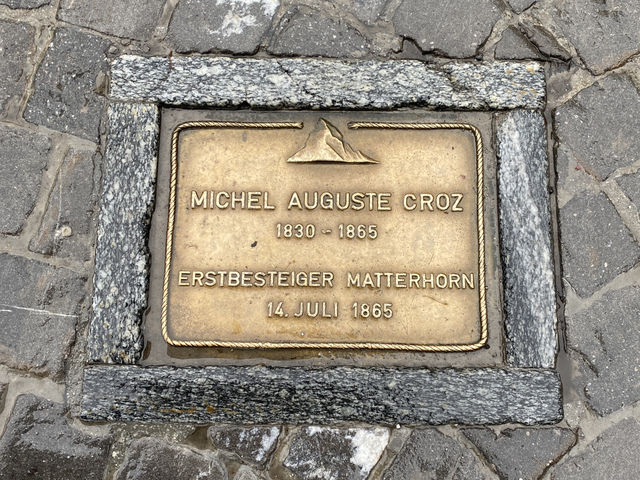 MICHEL AUGUSTE CROZ
1830 - 1865
ERSTBESTEIGER MATTERHORN
14. JULI 1865